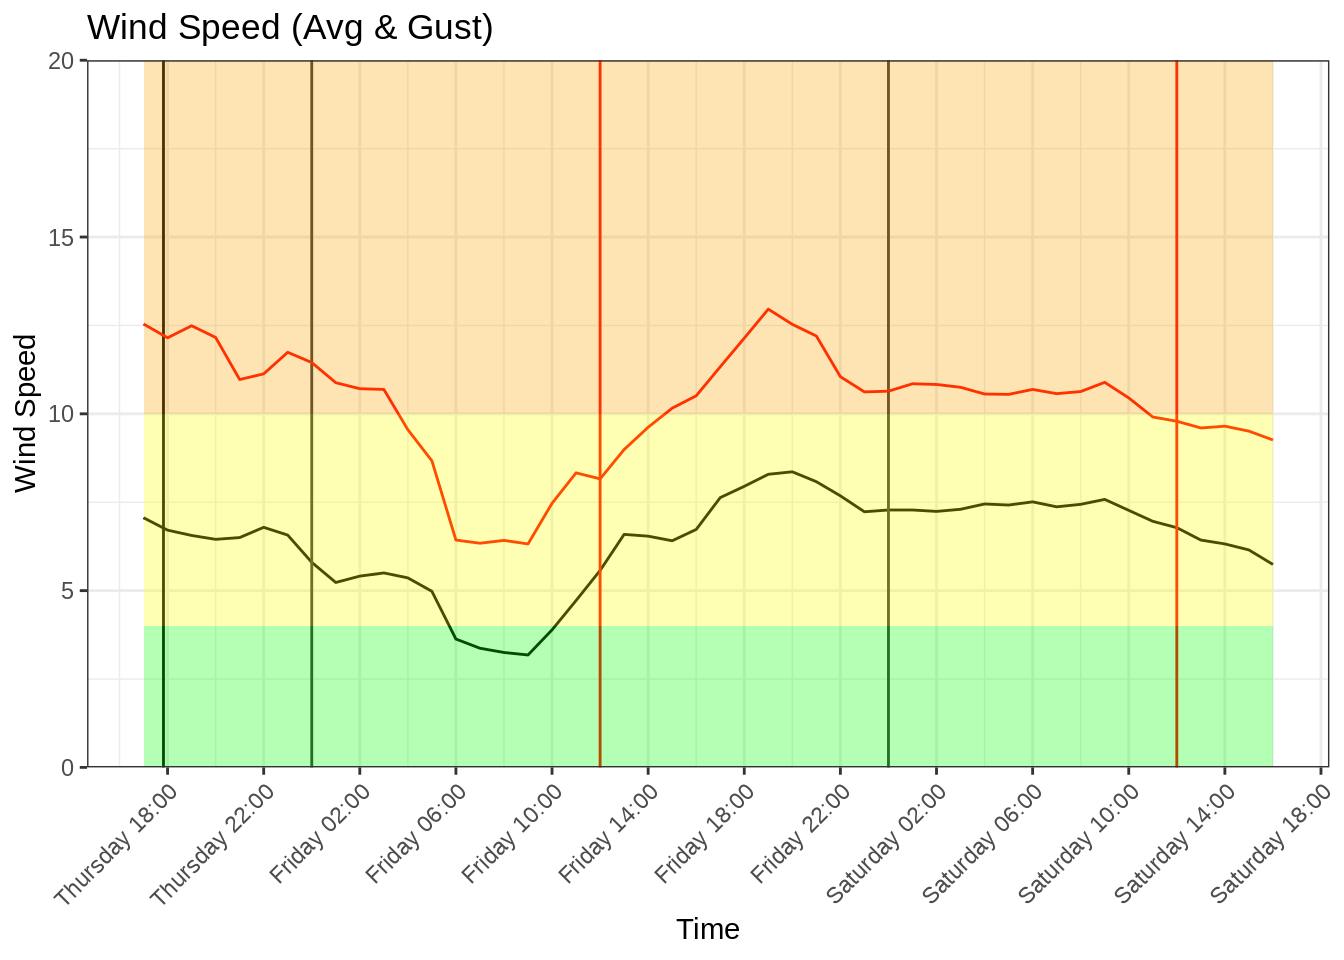 Wind Speed (Avg & Gust)
Wind Speed
20
15
10
5
0
Thursday 18:00
Thursday 22:00
Friday 02:00
Friday 06:00
Friday 10:00
Friday 14:00
Friday 18:00
Friday 22:00
Saturday 02:00
Saturday 06:00
Saturday 10:00
Saturday 14:00
Saturday 18:00
Time